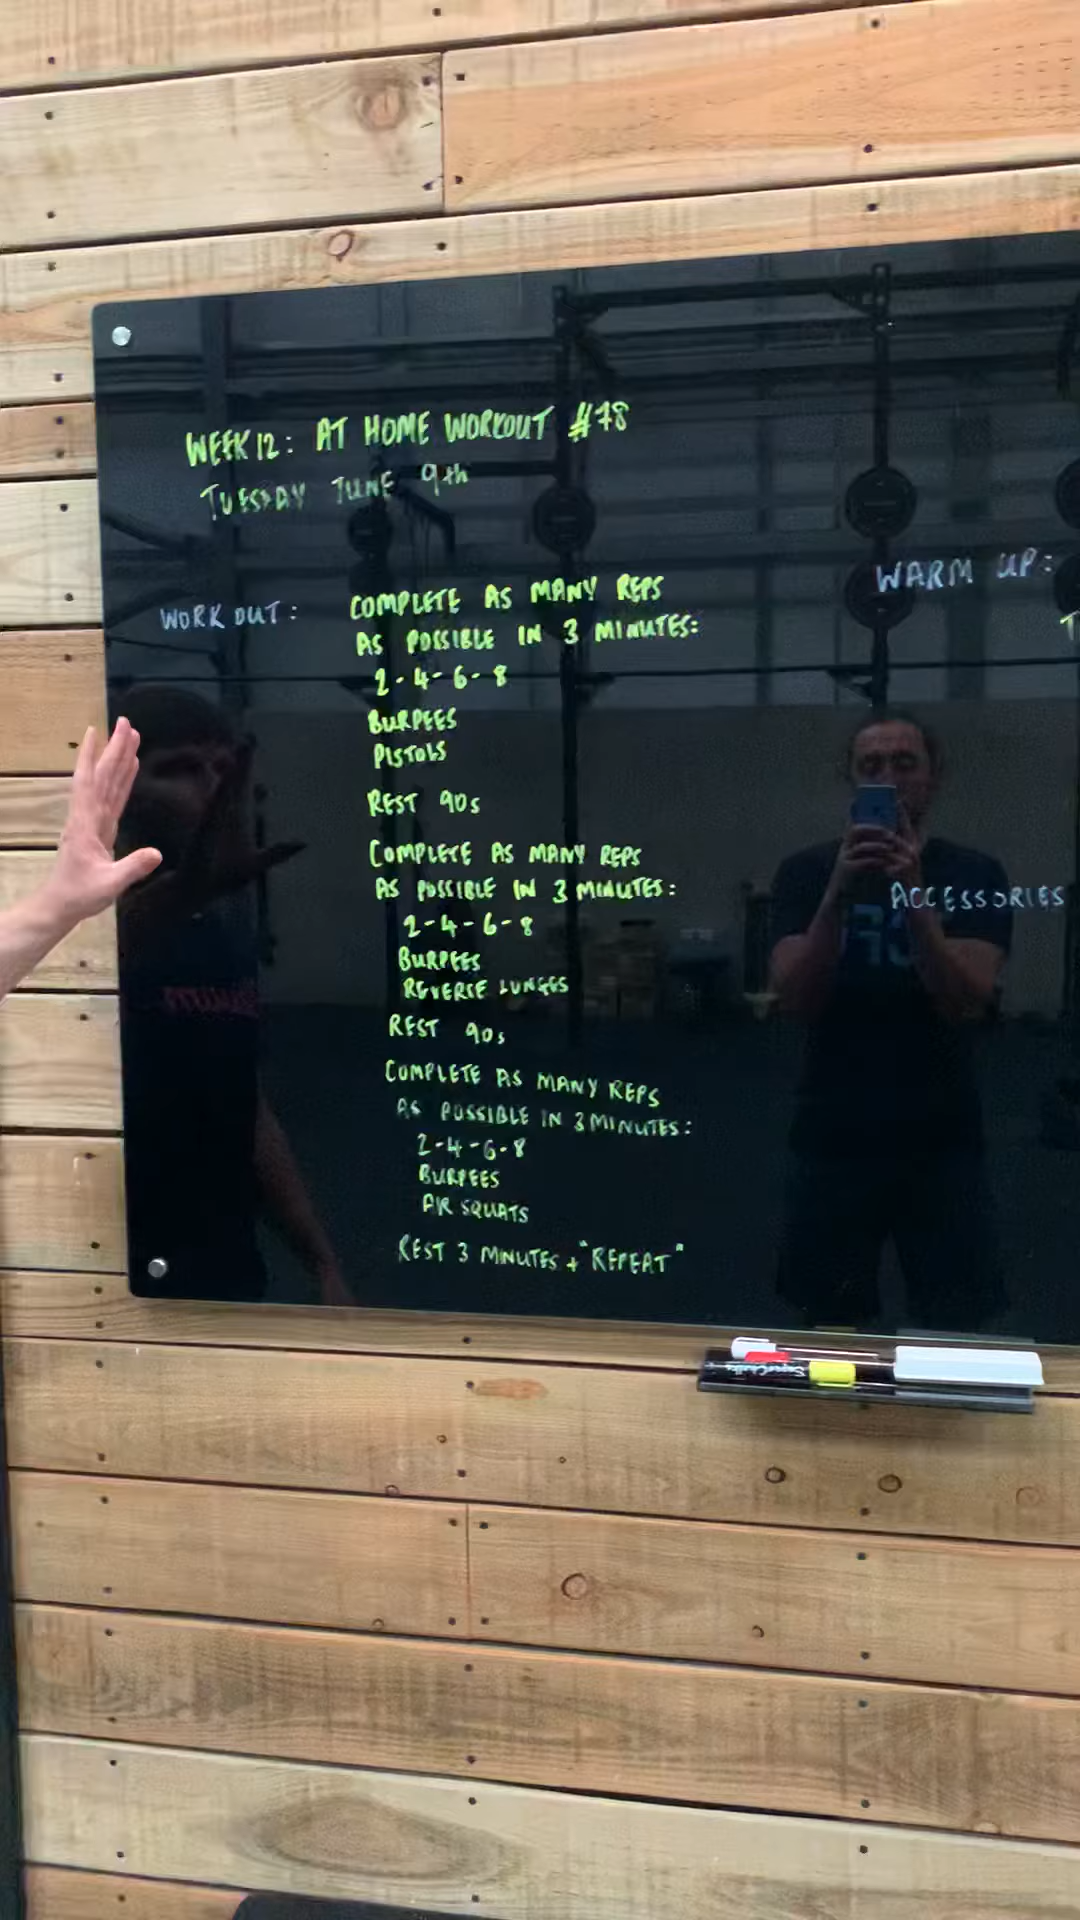 WEEK 12: AT HOME WORKOUT #78
TUESDAY JUNE 9th
WORKOUT:
COMPLETE AS MANY REPS
AS POSSIBLE IN 3 MINUTES:
2-4-6-8
BURPEES
PISTOLS
REST 90s
COMPLETE AS MANY REPS
AS POSSIBLE IN 3 MINUTES:
2-4-6-8
BURPEES
REVERSE LUNGES
REST 90s
COMPLETE AS MANY REPS
AS POSSIBLE IN 3 MINUTES:
2-4-6-8
BURPEES
AIR SQUATS
REST 3 MINUTES + "REPEAT"
WARM UP:
ACCESSORIES